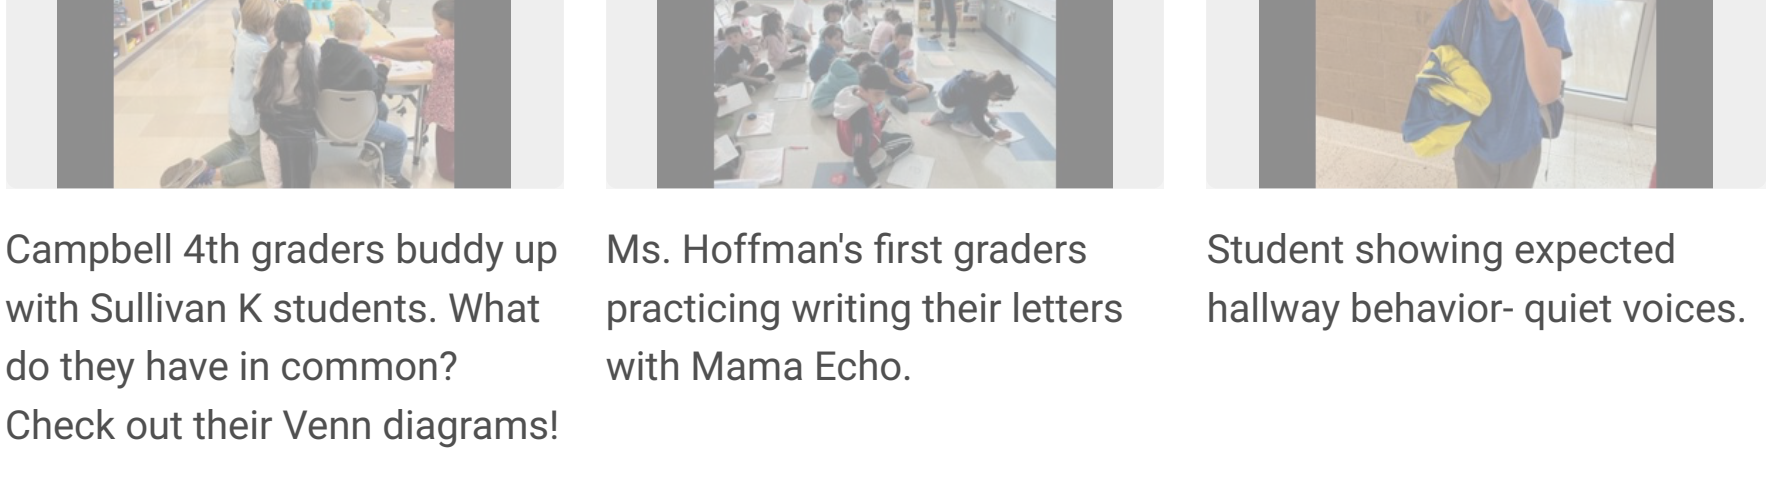 Campbell 4th graders buddy up
with Sullivan K students. What
do they have in common?
Check out their Venn diagrams!
Ms. Hoffman's first graders
practicing writing their letters
with Mama Echo.
Student showing expected
hallway behavior- quiet voices.